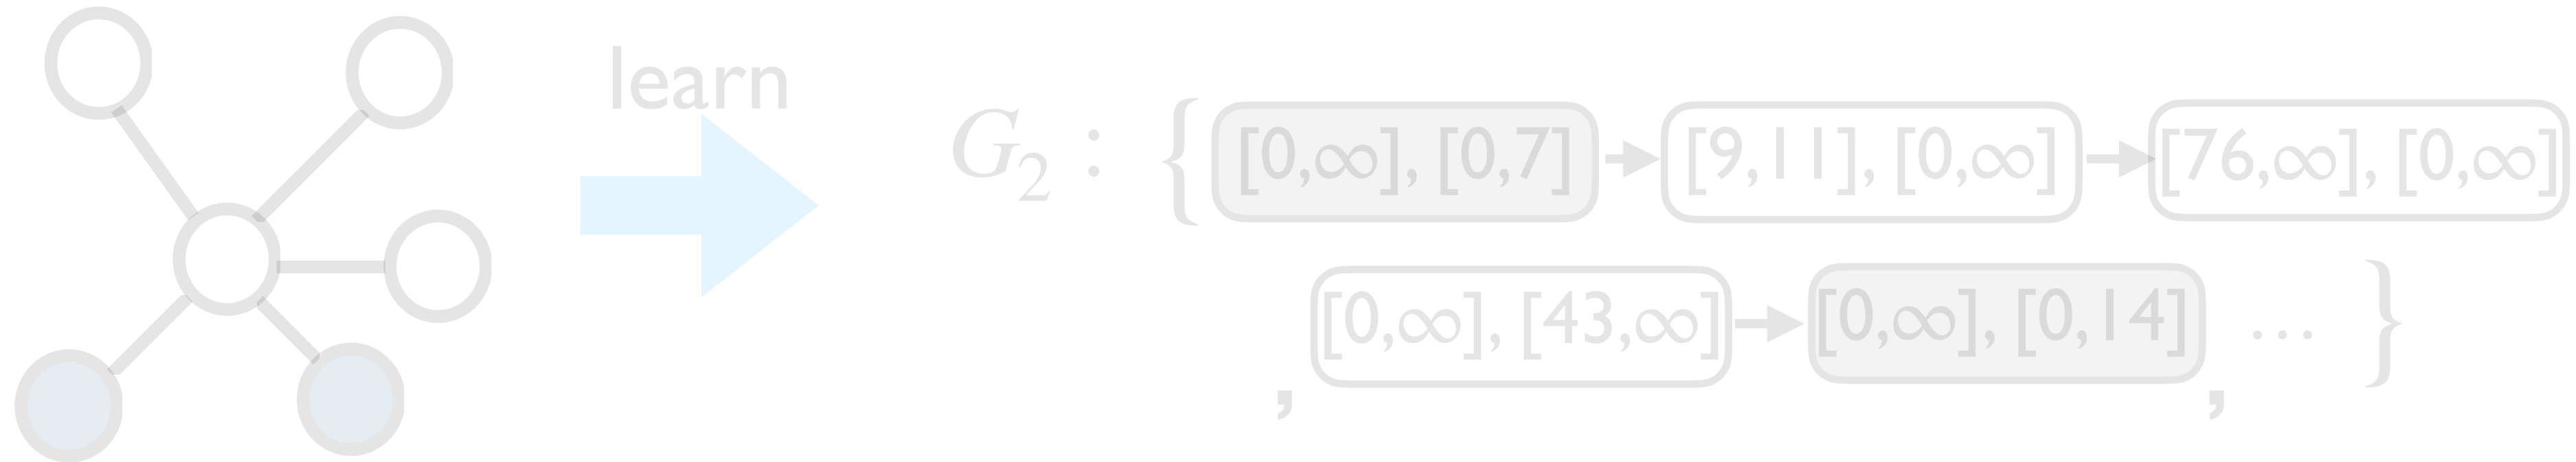 learn
G₂ : { [0,∞], [0,7] → [9,11], [0,∞] → [76,∞], [0,∞]
, [0,∞], [43,∞] → [0,∞], [0,14] , ... }